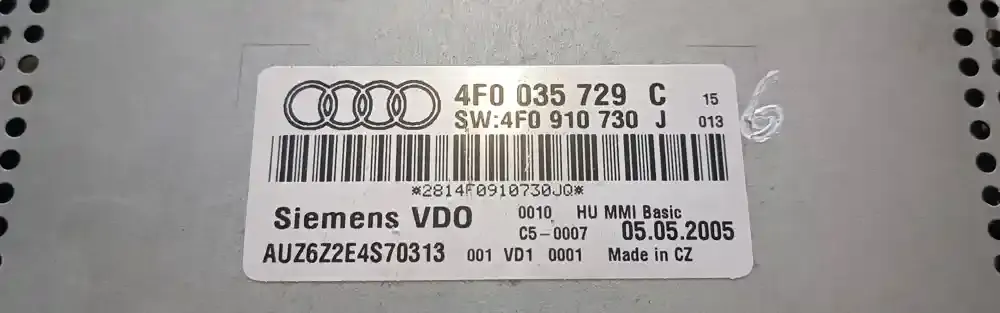 4F0 035 729 C 15
SW:4F0 910 730 J 013
*2814F0910730JQ*
Siemens VDO 0010 HU MMI Basic
C5-0007 05.05.2005
AUZ6Z2E4S70313 001 VD1 0001 Made in CZ
6